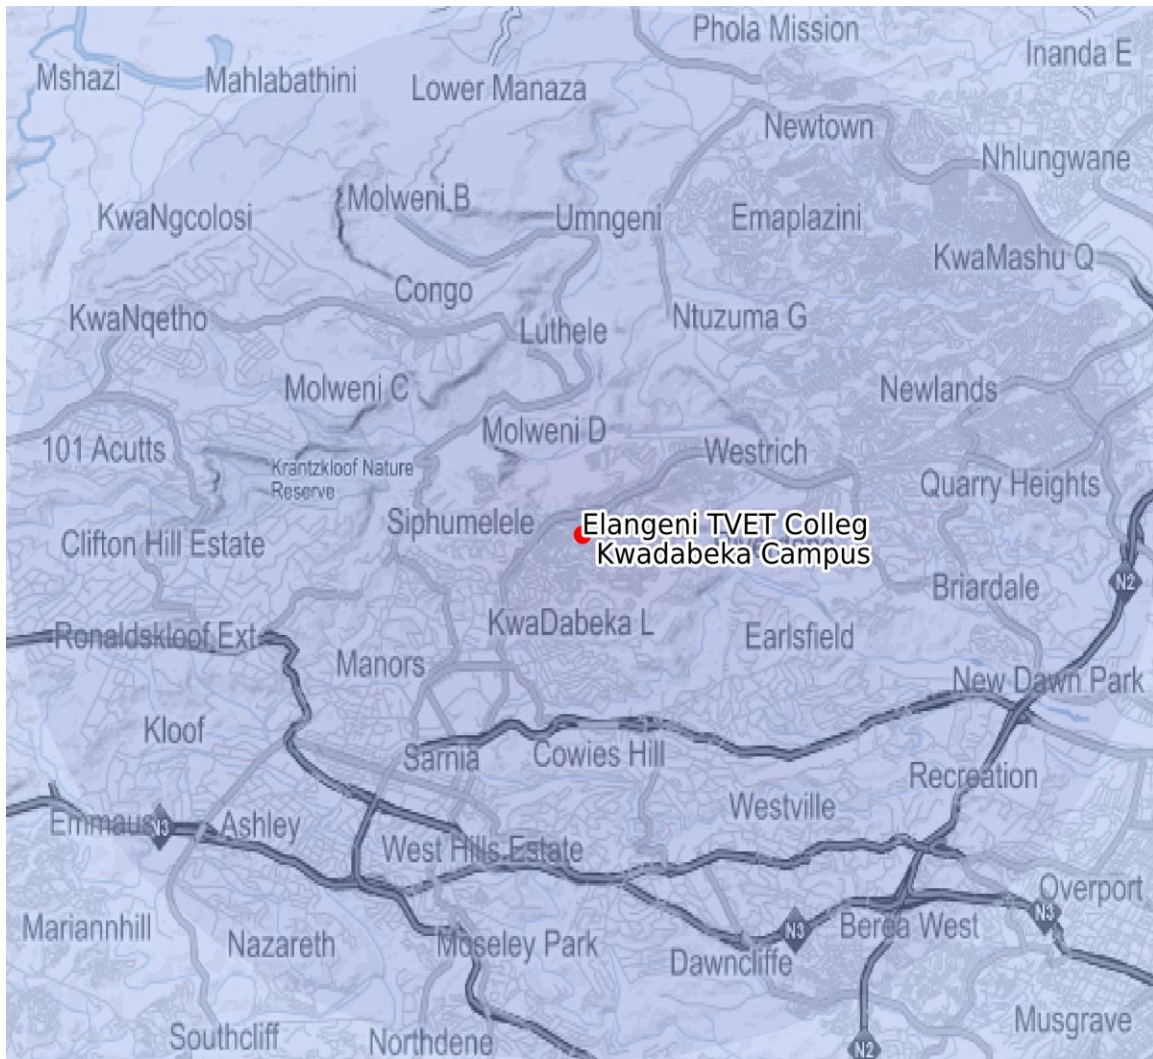 Phola Mission
Inanda E
Mshazi
Mahlabathini
Lower Manaza
Newtown
Nhlungwane
Molweni B
KwaNgcolosi
Umngeni
Emaplazini
KwaMashu Q
Congo
KwaNqetho
Luthele
Ntuzuma G
Molweni C
Newlands
Molweni D
101 Acutts
Westrich
Krantzkloof Nature
Reserve
Quarry Heights
Siphumelele
Elangeni TVET Colleg
Kwadabeka Campus
Clifton Hill Estate
Briardale
N2
KwaDabeka L
Ronaldskloof Ext
Earlsfield
Manors
New Dawn Park
Kloof
Sarnia
Cowies Hill
Recreation
Westville
Emmaus
N3
Ashley
West Hills Estate
Overport
N3
Mariannhill
Nazareth
Moseley Park
N3
Berea West
Dawncliffe
Musgrave
Southcliff
Northdene
N2